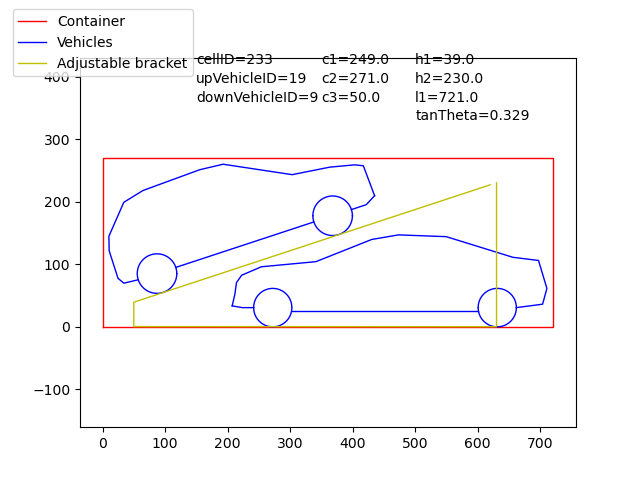 Container
Vehicles
Adjustable bracket
cellID=233 c1=249.0 h1=39.0
upVehicleID=19 c2=271.0 h2=230.0
downVehicleID=9 c3=50.0 l1=721.0
tanTheta=0.329
400
300
200
100
0
−100
0 100 200 300 400 500 600 700